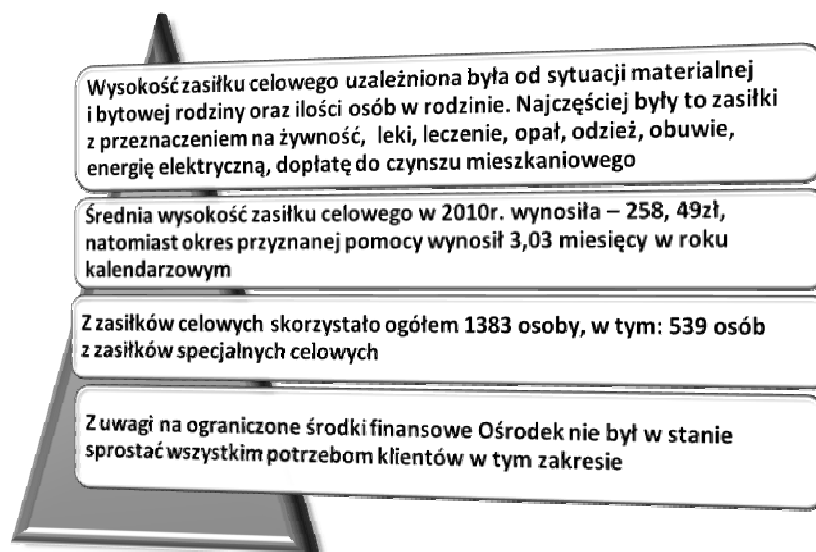 Wysokość zasiłku celowego uzależniona była od sytuacji materialnej
i bytowej rodziny oraz ilości osób w rodzinie. Najczęściej były to zasiłki
z przeznaczeniem na żywność, leki, leczenie, opał, odzież, obuwie,
energię elektryczną, dopłatę do czynszu mieszkaniowego
Średnia wysokość zasiłku celowego w 2010r. wynosiła – 258, 49zł,
natomiast okres przyznanej pomocy wynosił 3,03 miesięcy w roku
kalendarzowym
Z zasiłków celowych skorzystało ogółem 1383 osoby, w tym: 539 osób
z zasiłków specjalnych celowych
Z uwagi na ograniczone środki finansowe Ośrodek nie był w stanie
sprostać wszystkim potrzebom klientów w tym zakresie